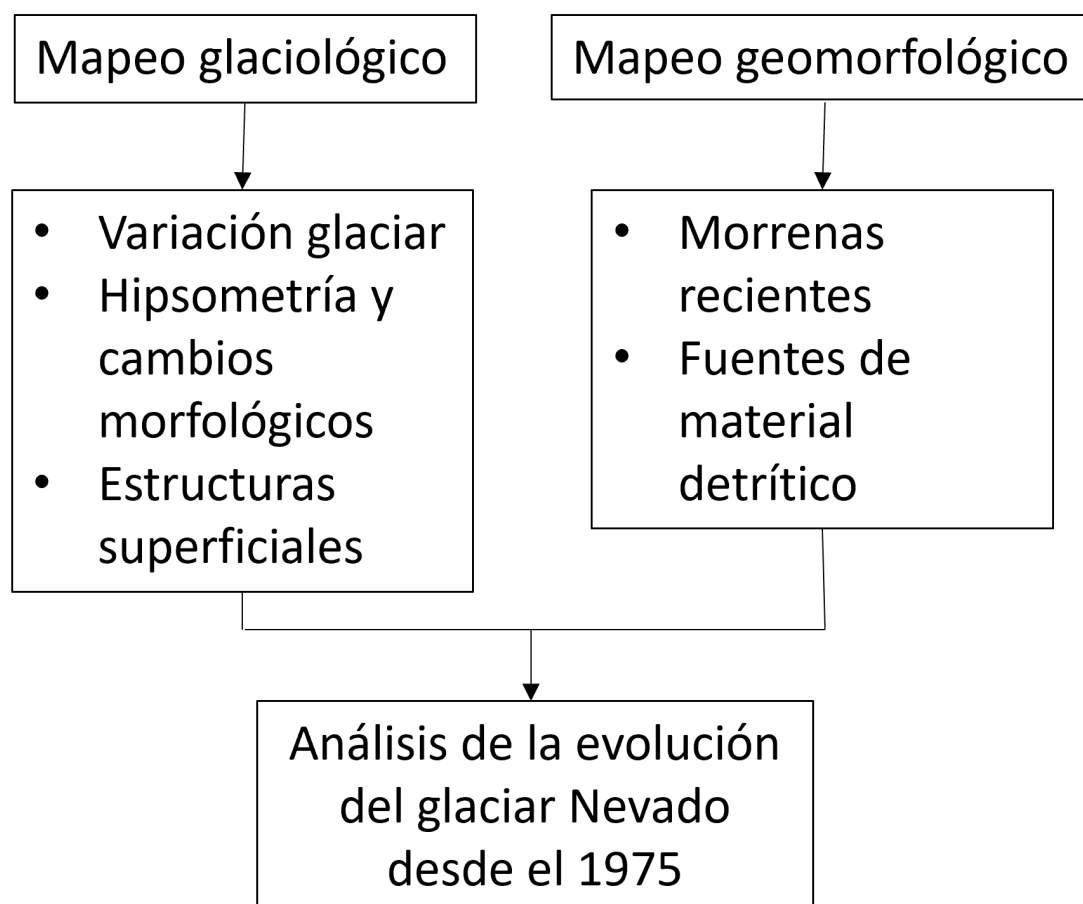 Mapeo glaciológico
Mapeo geomorfológico
• Variación glaciar
• Hipsometría y
cambios
morfológicos
• Estructuras
superficiales
• Morrenas
recientes
• Fuentes de
material
detrítico
Análisis de la evolución
del glaciar Nevado
desde el 1975